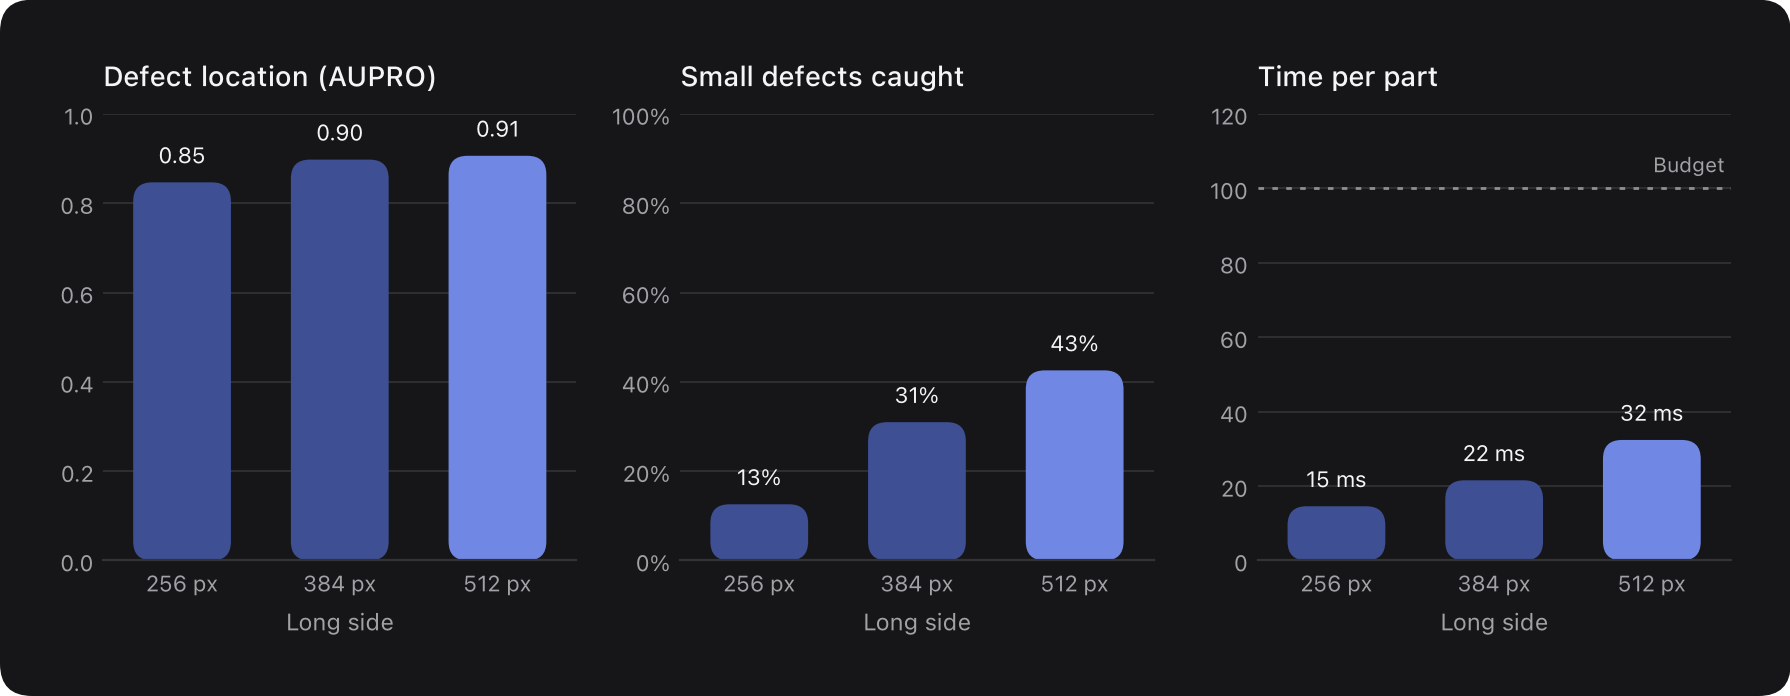 Defect location (AUPRO)
1.0
0.8
0.6
0.4
0.2
0.0
0.85
0.90
0.91
256 px
384 px
512 px
Long side
Small defects caught
100%
80%
60%
40%
20%
0%
13%
31%
43%
256 px
384 px
512 px
Long side
Time per part
120
100
80
60
40
20
0
Budget
15 ms
22 ms
32 ms
256 px
384 px
512 px
Long side